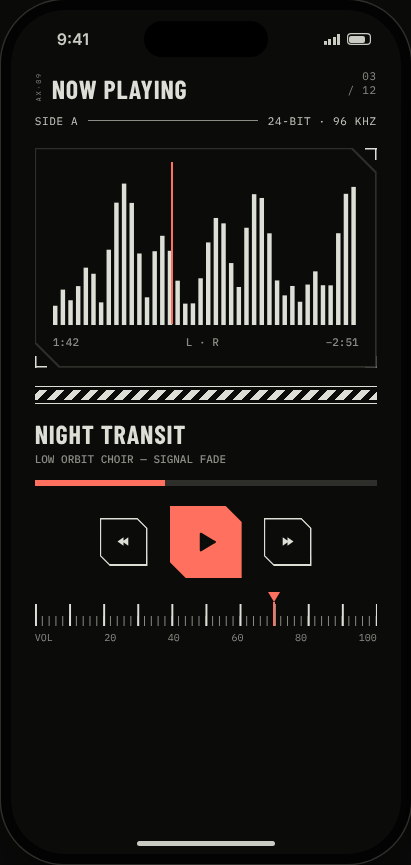 9:41
AX·09
NOW PLAYING
03
/ 12
SIDE A
24-BIT · 96 KHZ
1:42 L · R −2:51
NIGHT TRANSIT
LOW ORBIT CHOIR — SIGNAL FADE
VOL 20 40 60 80 100